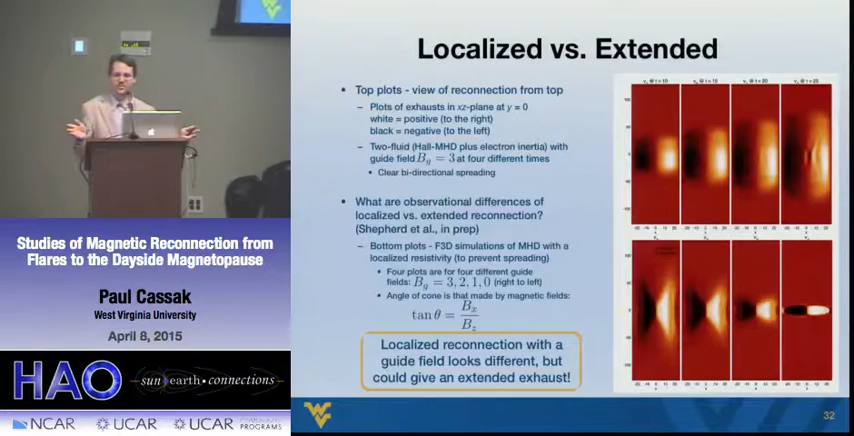 Localized vs. Extended
• Top plots - view of reconnection from top
– Plots of exhausts in xz-plane at y = 0
white = positive (to the right)
black = negative (to the left)
– Two-fluid (Hall-MHD plus electron inertia) with
guide field B_g = 3 at four different times
• Clear bi-directional spreading
• What are observational differences of
localized vs. extended reconnection?
(Shepherd et al., in prep)
– Bottom plots - F3D simulations of MHD with a
localized resistivity (to prevent spreading)
• Four plots are for four different guide
fields: B_g = 3, 2, 1, 0 (right to left)
• Angle of cone is that made by magnetic fields:
tan θ = B_x / B_z
Localized reconnection with a
guide field looks different, but
could give an extended exhaust!
32
Studies of Magnetic Reconnection from
Flares to the Dayside Magnetopause
Paul Cassak
West Virginia University
April 8, 2015
HAO
sun earth • connections
NCAR
UCAR
UCAR
PROGRAMS